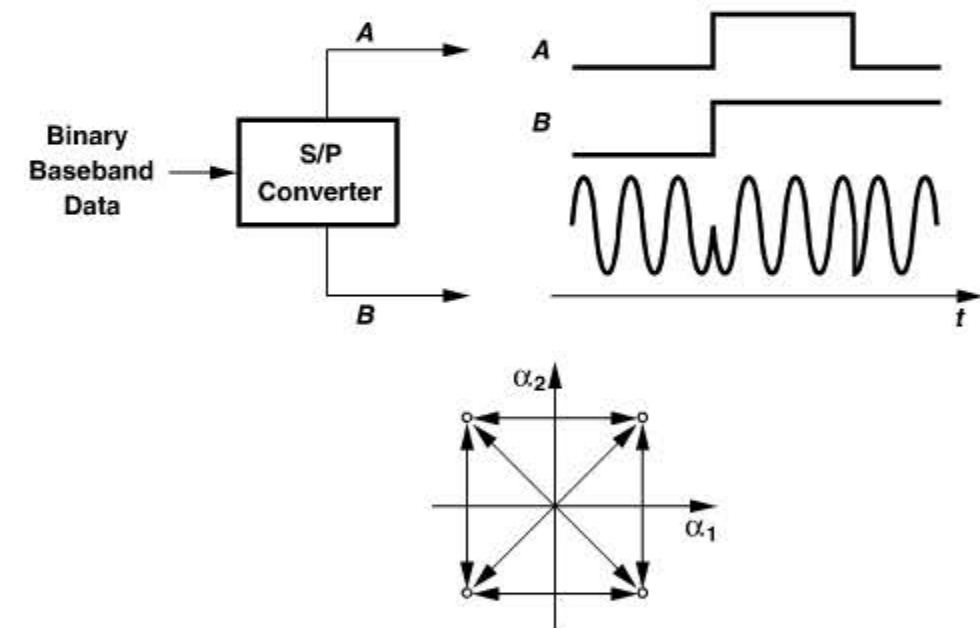 A
Binary
Baseband
Data
S/P
Converter
B
A
B
t
α2
α1